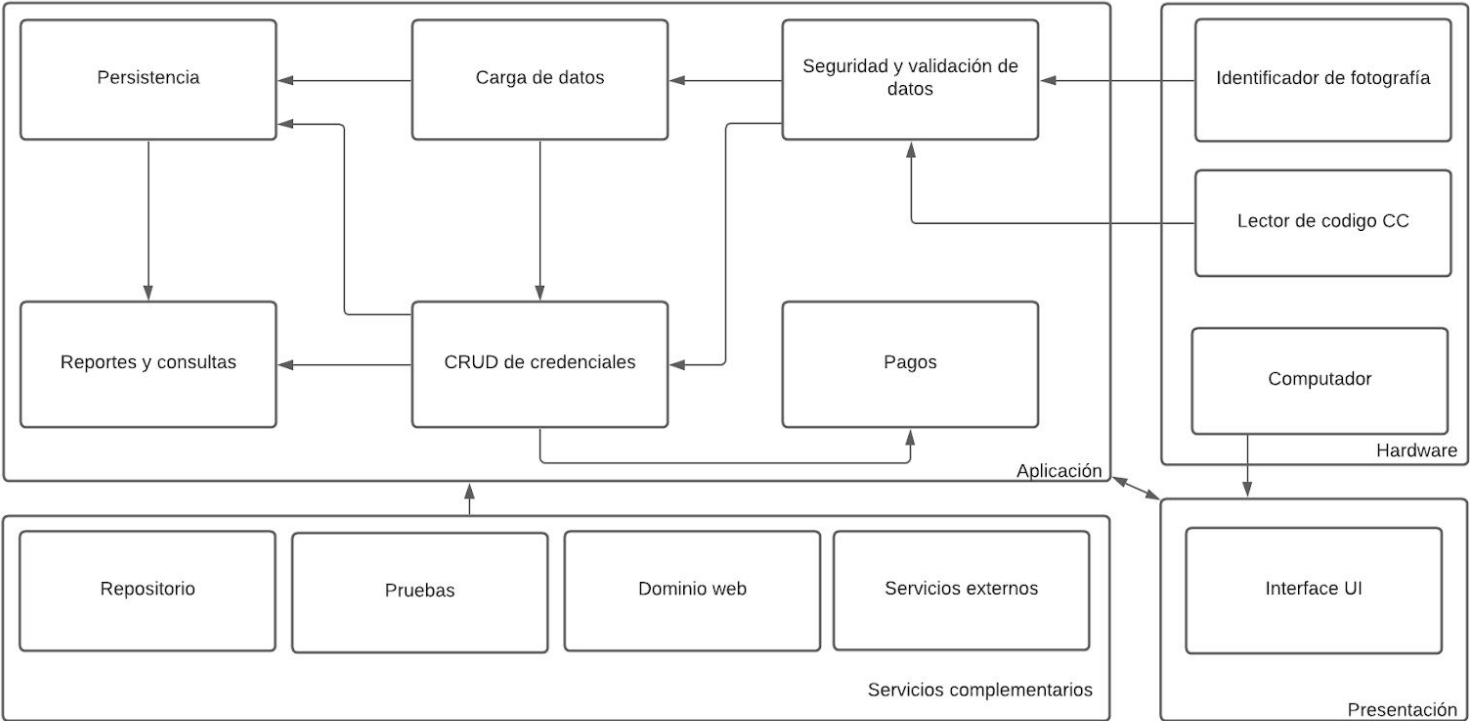 Persistencia
Carga de datos
Seguridad y validación de
datos
Identificador de fotografía
Lector de codigo CC
Reportes y consultas
CRUD de credenciales
Pagos
Computador
Hardware
Aplicación
Repositorio
Pruebas
Dominio web
Servicios externos
Interface UI
Servicios complementarios
Presentación